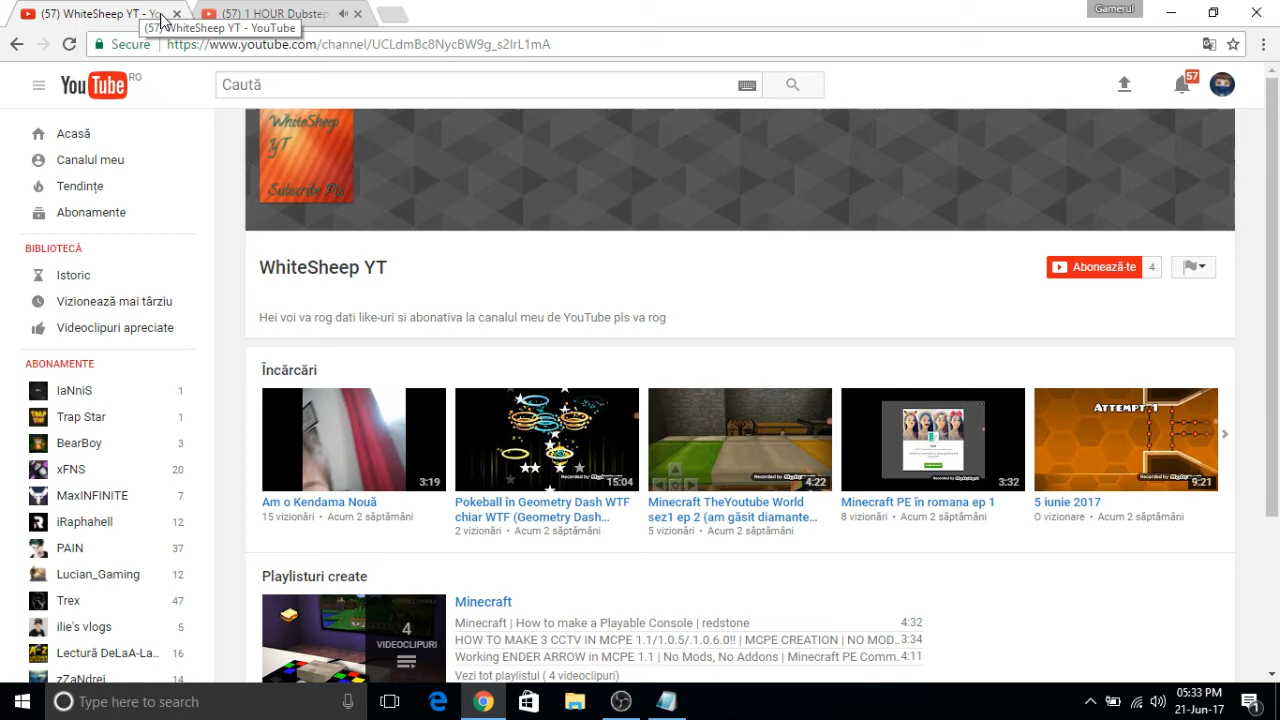 (57) WhiteSheep YT - Yo
(57) 1 HOUR Dubstep
Gamerul
(57) WhiteSheep YT - YouTube
Secure
https://www.youtube.com/channel/UCLdmBc8NycBW9g_s2IrL1mA
YouTube RO
Caută
57
Acasă
Canalul meu
Tendințe
Abonamente
BIBLIOTECĂ
Istoric
Vizionează mai târziu
Videoclipuri apreciate
ABONAMENTE
IaNniS 1
Trap Star 1
BearBoy 3
xFNS 20
MaxINFINITE 7
iRaphahell 12
PAIN 37
Lucian_Gaming 12
Trex 47
ilie's vlogs 5
Lectură DeLaA-La... 16
zZaNdrei 14
WhiteSheep
YT
Subscribe Pls
WhiteSheep YT
Abonează-te 4
Hei voi va rog dati like-uri si abonativa la canalul meu de YouTube pls va rog
Încărcări
3:19
15:04
4:22
3:32
ATTEMPT 1
9:21
Am o Kendama Nouă
15 vizionări • Acum 2 săptămâni
Pokeball în Geometry Dash WTF
chiar WTF (Geometry Dash...
2 vizionări • Acum 2 săptămâni
Minecraft TheYoutube World
sez1 ep 2 (am găsit diamante...
5 vizionări • Acum 2 săptămâni
Minecraft PE în romana ep 1
8 vizionări • Acum 2 săptămâni
5 iunie 2017
0 vizionare • Acum 2 săptămâni
Playlisturi create
4
VIDEOCLIPURI
Minecraft
Minecraft | How to make a Playable Console | redstone 4:32
HOW TO MAKE 3 CCTV IN MCPE 1.1/1.0.5/.1.0.6.0!! | MCPE CREATION | NO MOD... 3:34
Working ENDER ARROW in MCPE 1.1 | No Mods, No Addons | Minecraft PE Comm... 4:11
Vezi tot playlistul ( 4 videoclipuri)
Type here to search
05:33 PM
21-Jun-17
1